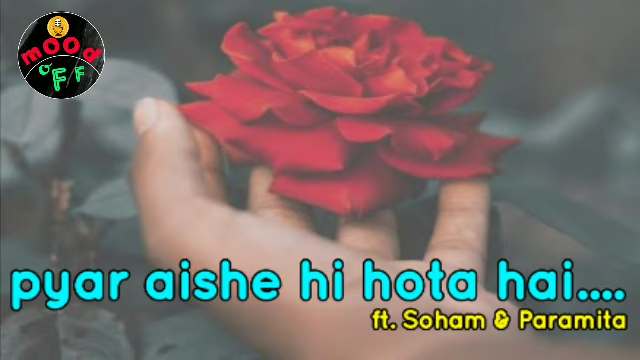 mood
oFF
pyar aishe hi hota hai....
ft. Soham & Paramita